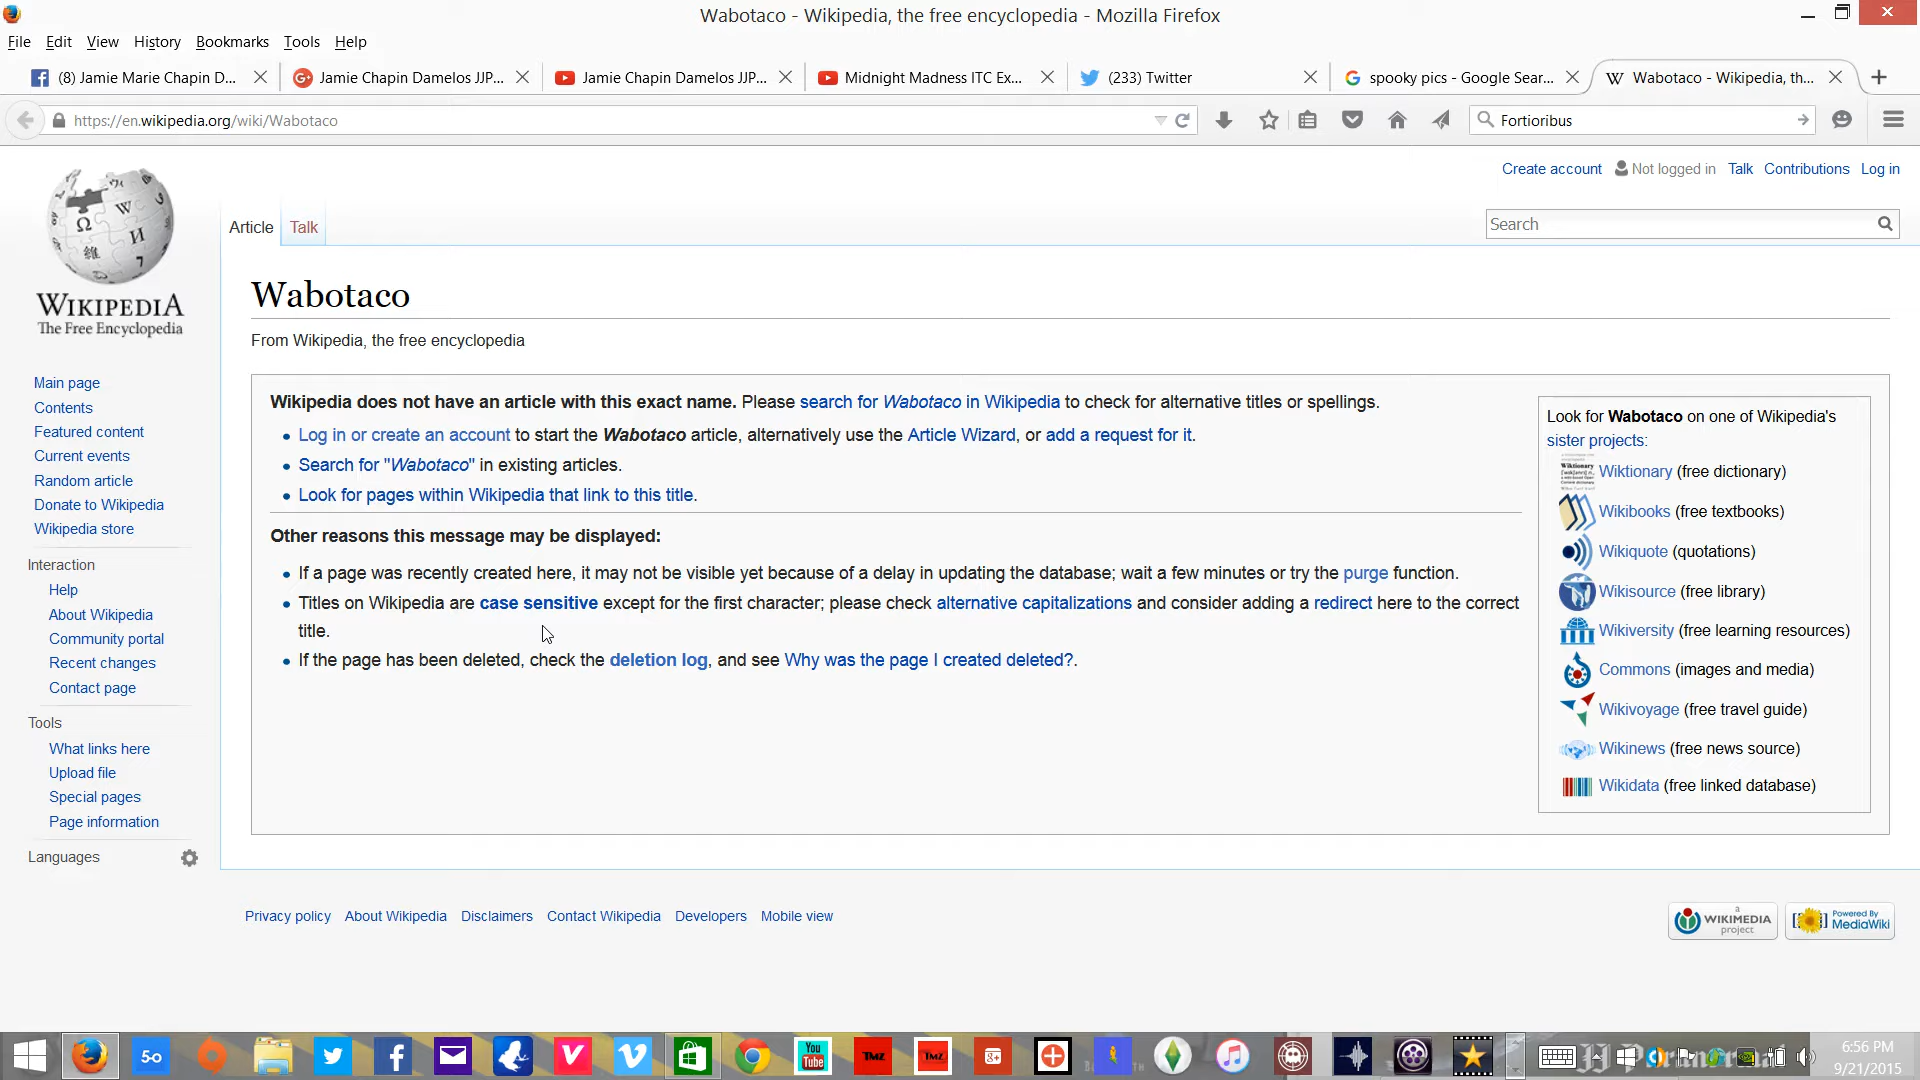 Wabotaco - Wikipedia, the free encyclopedia - Mozilla Firefox
File Edit View History Bookmarks Tools Help
(8) Jamie Marie Chapin D...
Jamie Chapin Damelos JJP...
Jamie Chapin Damelos JJP...
Midnight Madness ITC Ex...
(233) Twitter
spooky pics - Google Sear...
Wabotaco - Wikipedia, th...
https://en.wikipedia.org/wiki/Wabotaco
Fortioribus
Create account Not logged in Talk Contributions Log in
Article Talk
Search
WIKIPEDIA
The Free Encyclopedia
Main page
Contents
Featured content
Current events
Random article
Donate to Wikipedia
Wikipedia store
Interaction
Help
About Wikipedia
Community portal
Recent changes
Contact page
Tools
What links here
Upload file
Special pages
Page information
Languages
Wabotaco
From Wikipedia, the free encyclopedia
Wikipedia does not have an article with this exact name. Please search for Wabotaco in Wikipedia to check for alternative titles or spellings.
Log in or create an account to start the Wabotaco article, alternatively use the Article Wizard, or add a request for it.
Search for "Wabotaco" in existing articles.
Look for pages within Wikipedia that link to this title.
Other reasons this message may be displayed:
If a page was recently created here, it may not be visible yet because of a delay in updating the database; wait a few minutes or try the purge function.
Titles on Wikipedia are case sensitive except for the first character; please check alternative capitalizations and consider adding a redirect here to the correct
title.
If the page has been deleted, check the deletion log, and see Why was the page I created deleted?.
Look for Wabotaco on one of Wikipedia's
sister projects:
Wiktionary (free dictionary)
Wikibooks (free textbooks)
Wikiquote (quotations)
Wikisource (free library)
Wikiversity (free learning resources)
Commons (images and media)
Wikivoyage (free travel guide)
Wikinews (free news source)
Wikidata (free linked database)
Privacy policy About Wikipedia Disclaimers Contact Wikipedia Developers Mobile view
a
WIKIMEDIA
project
Powered By
MediaWiki
5-0
You
Tube
TMZ
TMZ
6:56 PM
9/21/2015